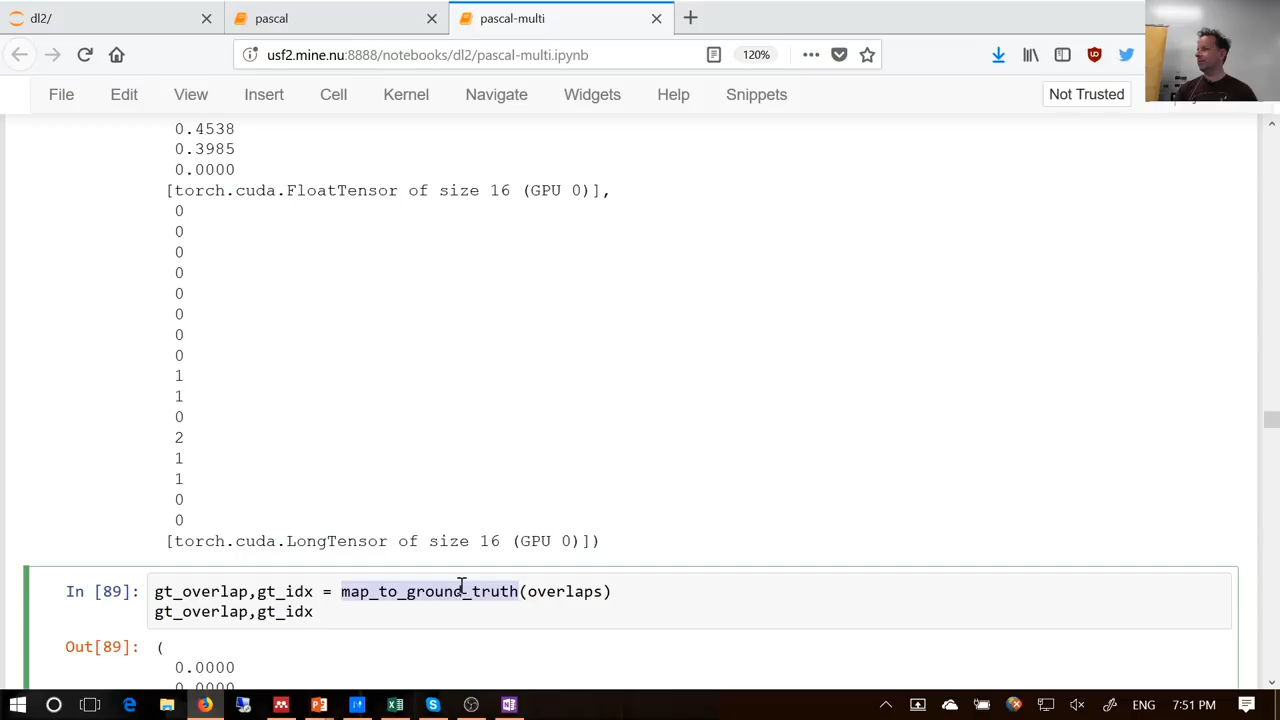 dl2/
pascal
pascal-multi
usf2.mine.nu:8888/notebooks/dl2/pascal-multi.ipynb
120%
File Edit View Insert Cell Kernel Navigate Widgets Help Snippets
Not Trusted
0.4538
0.3985
0.0000
[torch.cuda.FloatTensor of size 16 (GPU 0)],
0
0
0
0
0
0
0
0
1
1
0
2
1
1
0
0
[torch.cuda.LongTensor of size 16 (GPU 0)])
In [89]: gt_overlap,gt_idx = map_to_ground_truth(overlaps)
gt_overlap,gt_idx
Out[89]: (
0.0000
0.0000
ENG 7:51 PM